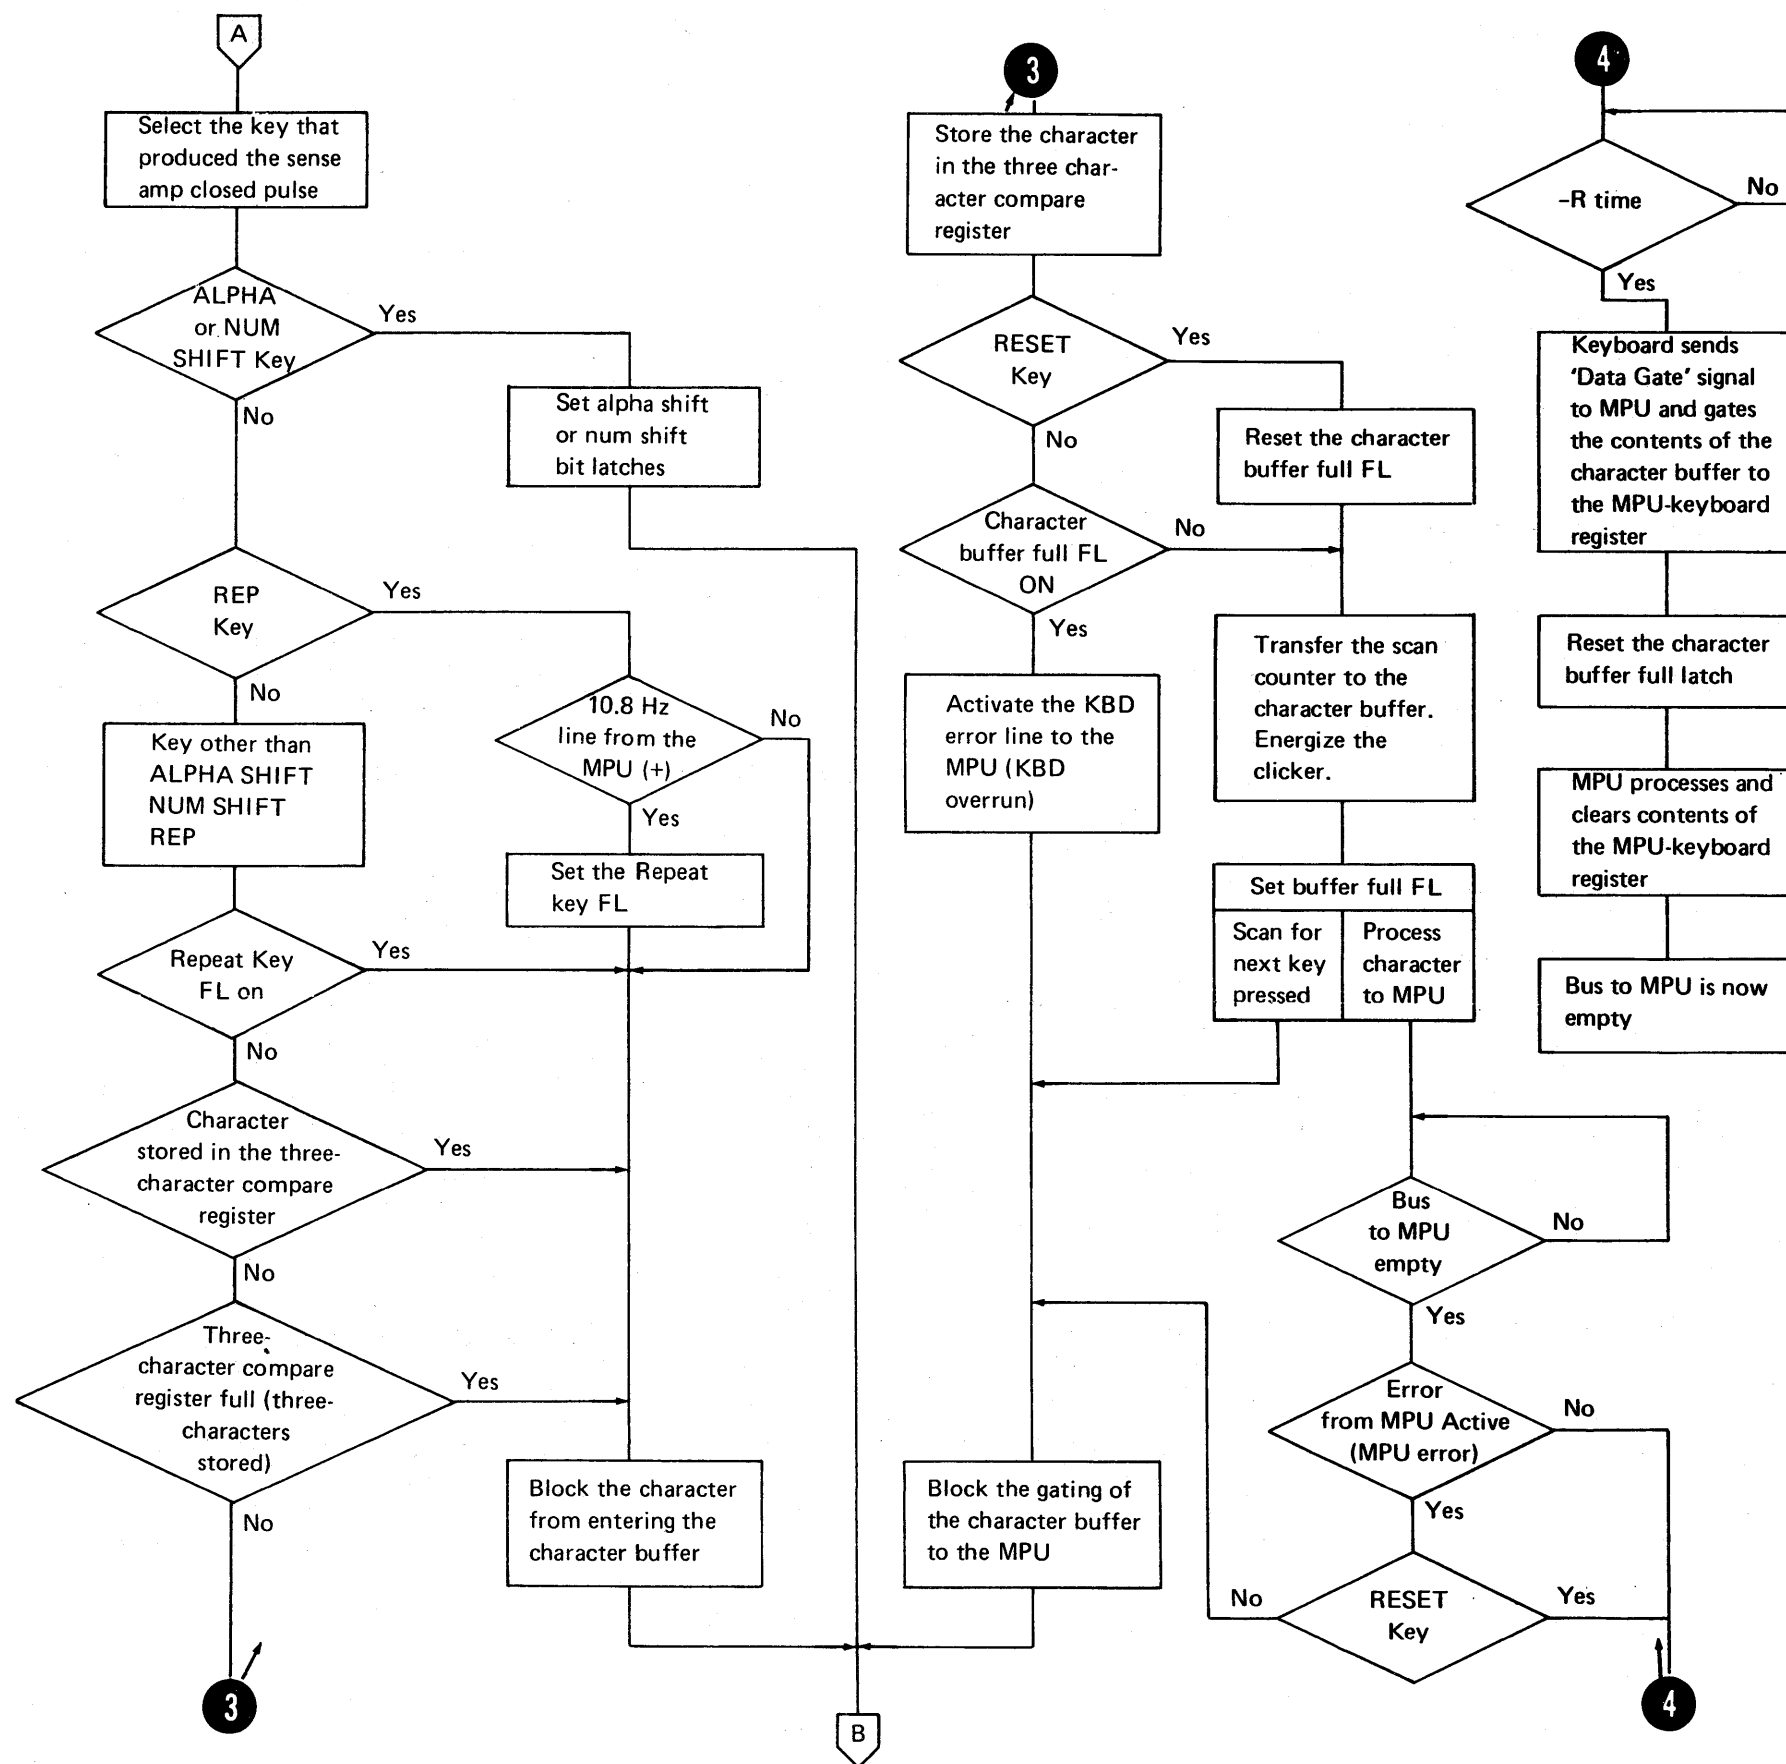 A
Select the key that
produced the sense
amp closed pulse
ALPHA
or NUM
SHIFT Key
Yes
No
Set alpha shift
or num shift
bit latches
REP
Key
Yes
No
10.8 Hz
line from the
MPU (+)
No
Yes
Key other than
ALPHA SHIFT
NUM SHIFT
REP
Set the Repeat
key FL
Repeat Key
FL on
Yes
No
Character
stored in the three-
character compare
register
Yes
No
Three-
character compare
register full (three-
characters
stored)
Yes
No
Block the character
from entering the
character buffer
3
B
3
Store the character
in the three char-
acter compare
register
RESET
Key
Yes
No
Reset the character
buffer full FL
Character
buffer full FL
ON
No
Yes
Activate the KBD
error line to the
MPU (KBD
overrun)
Transfer the scan
counter to the
character buffer.
Energize the
clicker.
Set buffer full FL
Scan for
next key
pressed
Process
character
to MPU
Bus
to MPU
empty
No
Yes
Error
from MPU Active
(MPU error)
No
Yes
RESET
Key
No
Yes
Block the gating of
the character buffer
to the MPU
4
4
–R time
No
Yes
Keyboard sends
‘Data Gate’ signal
to MPU and gates
the contents of the
character buffer to
the MPU-keyboard
register
Reset the character
buffer full latch
MPU processes and
clears contents of
the MPU-keyboard
register
Bus to MPU is now
empty